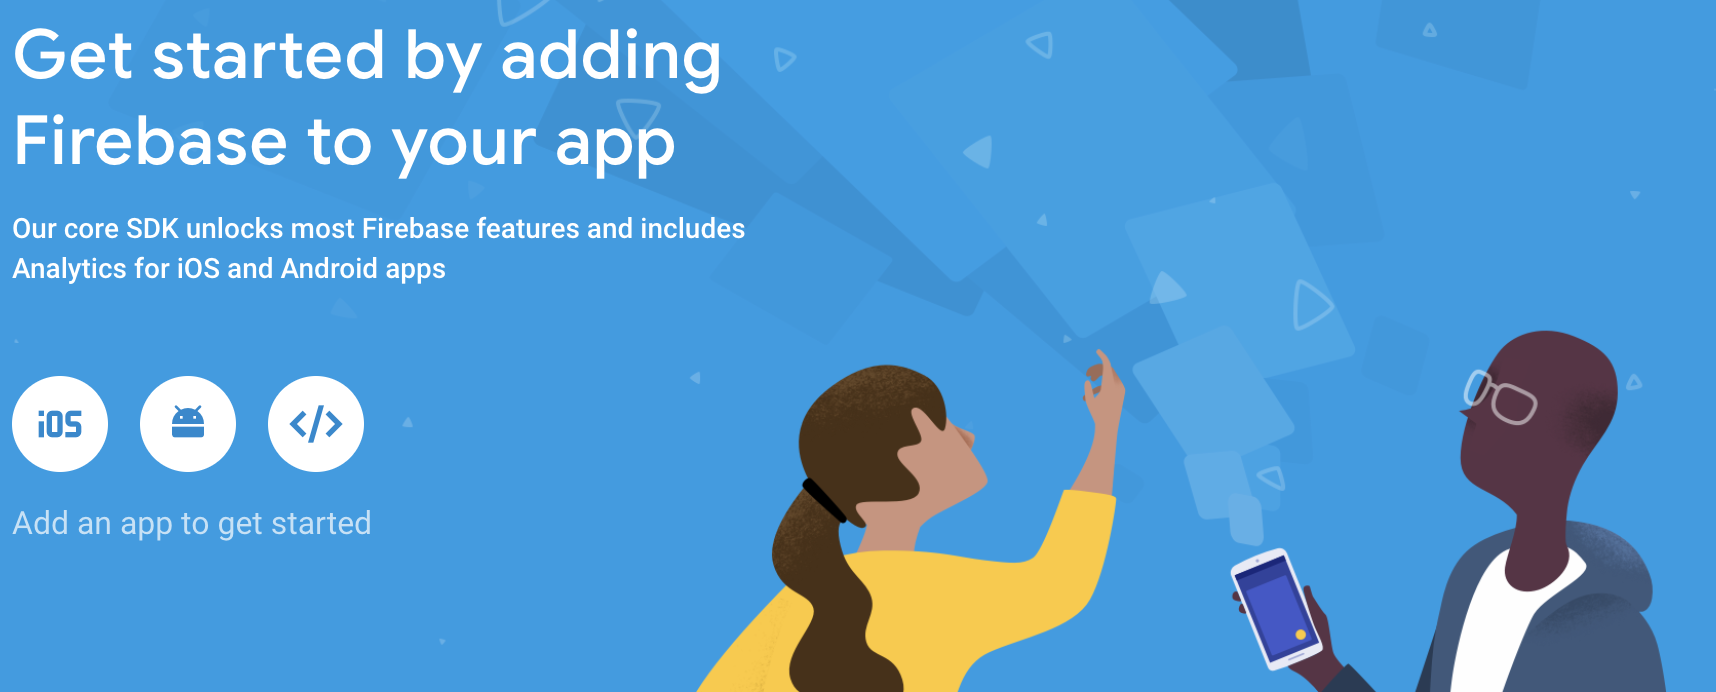 Get started by adding
Firebase to your app
Our core SDK unlocks most Firebase features and includes
Analytics for iOS and Android apps
iOS
</>
Add an app to get started